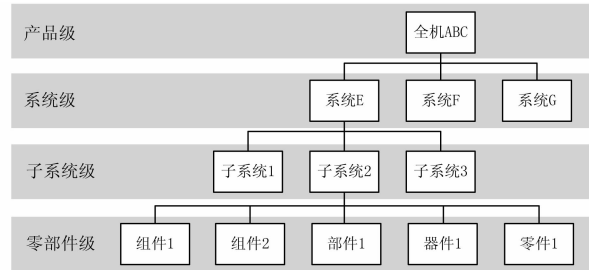 产品级 全机ABC
系统级 系统E 系统F 系统G
子系统级 子系统1 子系统2 子系统3
零部件级 组件1 组件2 部件1 器件1 零件1